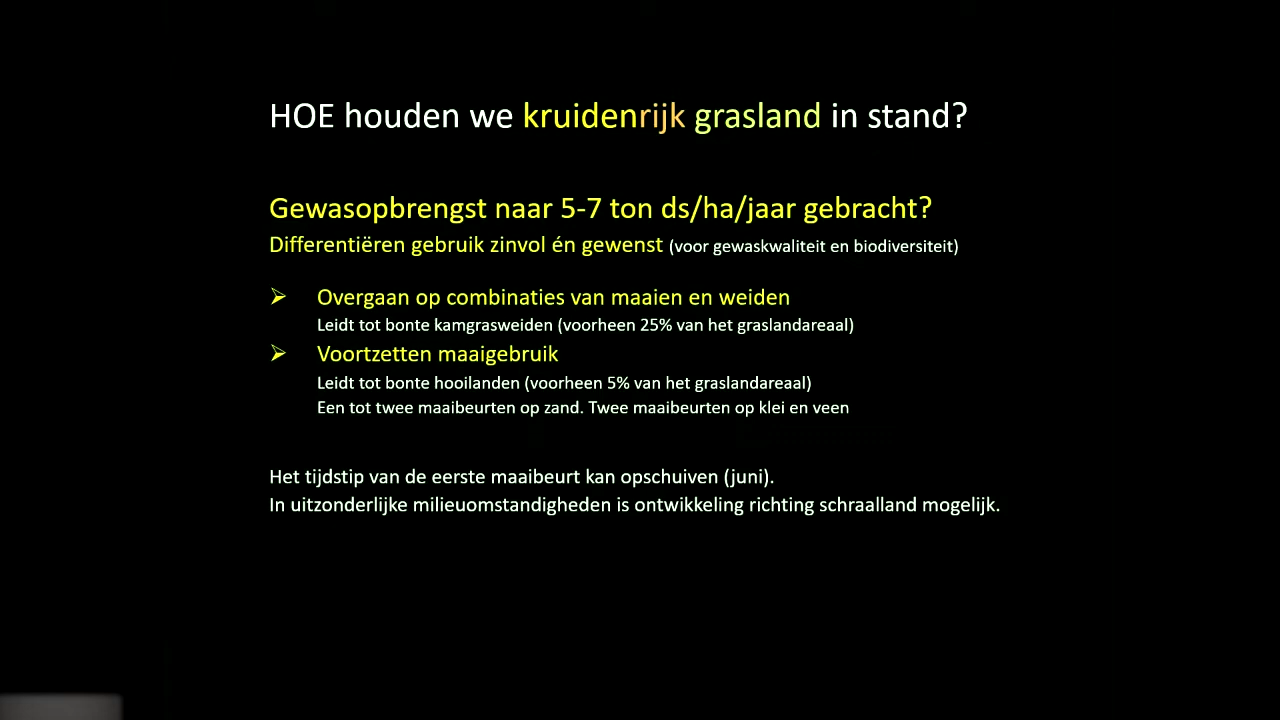 HOE houden we kruidenrijk grasland in stand?
Gewasopbrengst naar 5-7 ton ds/ha/jaar gebracht?
Differentiëren gebruik zinvol én gewenst (voor gewaskwaliteit en biodiversiteit)
➢ Overgaan op combinaties van maaien en weiden
Leidt tot bonte kamgrasweiden (voorheen 25% van het graslandareaal)
➢ Voortzetten maaigebruik
Leidt tot bonte hooilanden (voorheen 5% van het graslandareaal)
Een tot twee maaibeurten op zand. Twee maaibeurten op klei en veen
Het tijdstip van de eerste maaibeurt kan opschuiven (juni).
In uitzonderlijke milieuomstandigheden is ontwikkeling richting schraalland mogelijk.